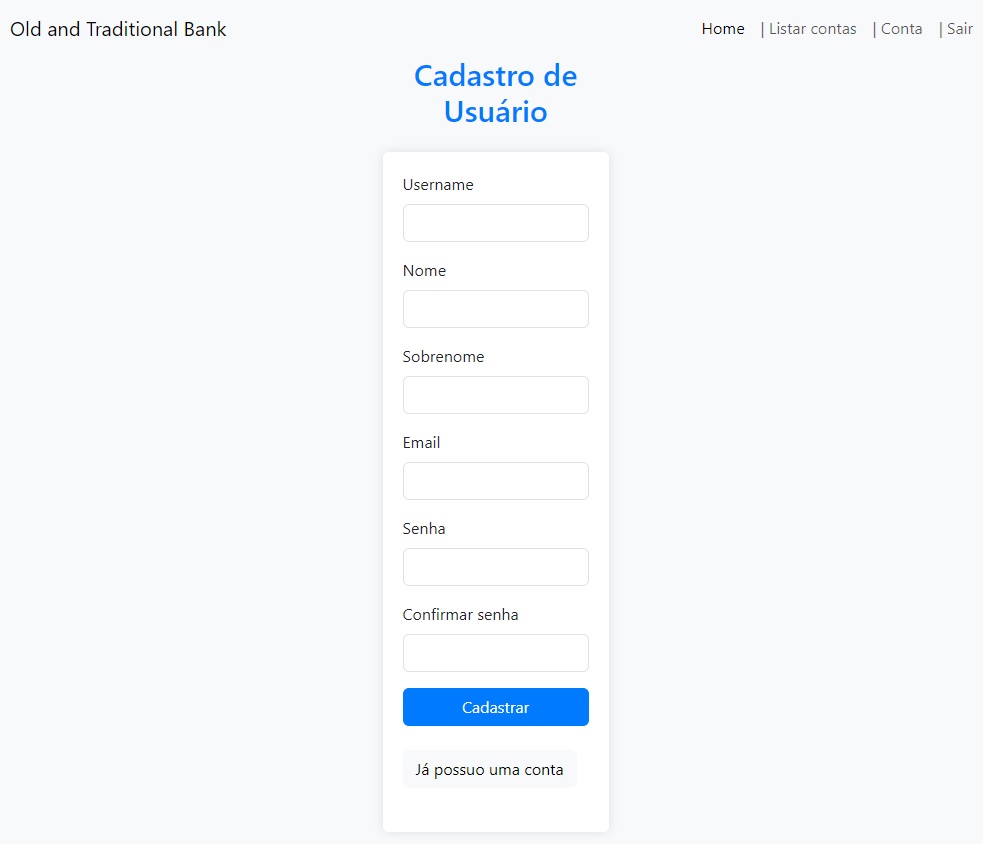 Old and Traditional Bank
Home | Listar contas | Conta | Sair
Cadastro de
Usuário
Username
Nome
Sobrenome
Email
Senha
Confirmar senha
Cadastrar
Já possuo uma conta